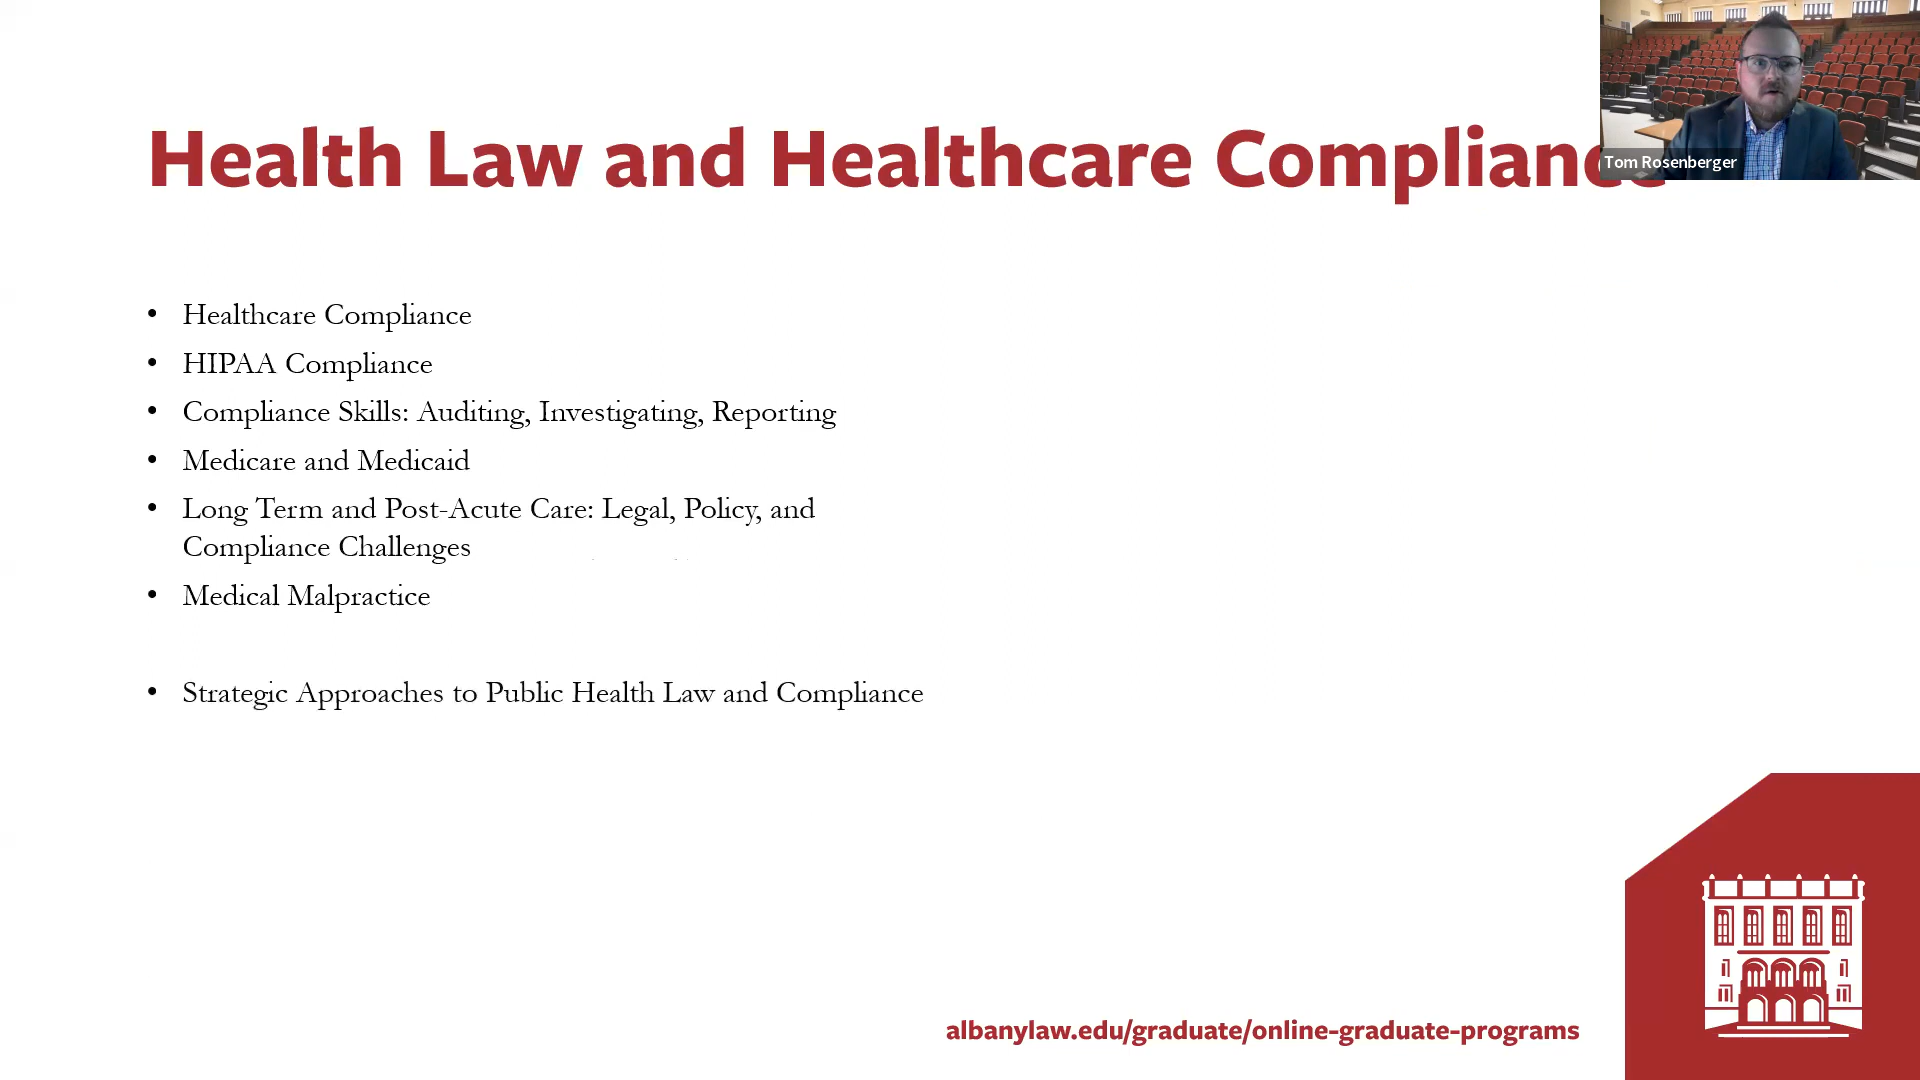 Health Law and Healthcare Compliance
Tom Rosenberger
• Healthcare Compliance
• HIPAA Compliance
• Compliance Skills: Auditing, Investigating, Reporting
• Medicare and Medicaid
• Long Term and Post-Acute Care: Legal, Policy, and
Compliance Challenges
• Medical Malpractice
• Strategic Approaches to Public Health Law and Compliance
albanylaw.edu/graduate/online-graduate-programs